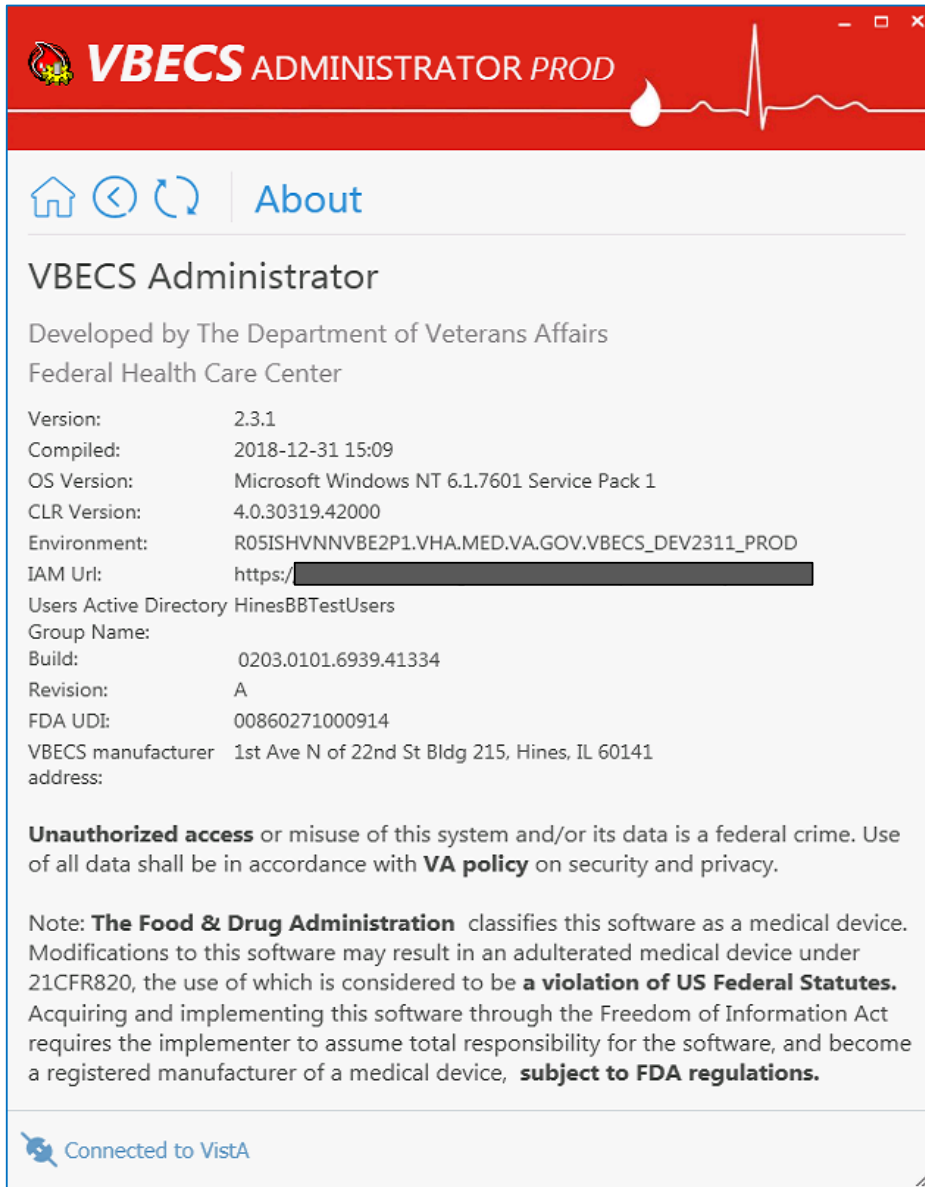 VBECS ADMINISTRATOR PROD
About
VBECS Administrator
Developed by The Department of Veterans Affairs
Federal Health Care Center
Version: 2.3.1
Compiled: 2018-12-31 15:09
OS Version: Microsoft Windows NT 6.1.7601 Service Pack 1
CLR Version: 4.0.30319.42000
Environment: R05ISHVNNVBE2P1.VHA.MED.VA.GOV.VBECS_DEV2311_PROD
IAM Url: https:/
Users Active Directory HinesBBTestUsers
Group Name:
Build: 0203.0101.6939.41334
Revision: A
FDA UDI: 00860271000914
VBECS manufacturer 1st Ave N of 22nd St Bldg 215, Hines, IL 60141
address:
Unauthorized access or misuse of this system and/or its data is a federal crime. Use
of all data shall be in accordance with VA policy on security and privacy.
Note: The Food & Drug Administration classifies this software as a medical device.
Modifications to this software may result in an adulterated medical device under
21CFR820, the use of which is considered to be a violation of US Federal Statutes.
Acquiring and implementing this software through the Freedom of Information Act
requires the implementer to assume total responsibility for the software, and become
a registered manufacturer of a medical device, subject to FDA regulations.
Connected to VistA